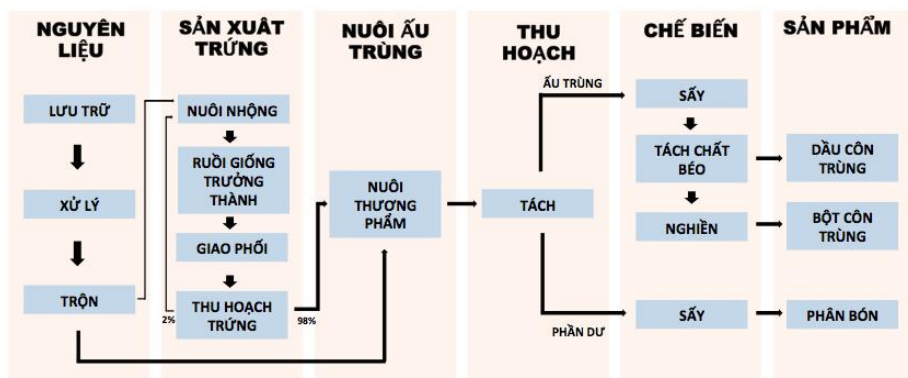 NGUYÊN
LIỆU
LƯU TRỮ
XỬ LÝ
TRỘN
SẢN XUẤT
TRỨNG
NUÔI NHỘNG
RUỒI GIỐNG
TRƯỞNG
THÀNH
GIAO PHỐI
THU HOẠCH
TRỨNG
2%
98%
NUÔI ẤU
TRÙNG
NUÔI
THƯƠNG
PHẨM
THU
HOẠCH
ẤU TRÙNG
TÁCH
PHẦN DƯ
CHẾ BIẾN
SẤY
TÁCH CHẤT
BÉO
NGHIỀN
SẤY
SẢN PHẨM
DẦU CÔN
TRÙNG
BỘT CÔN
TRÙNG
PHÂN BÓN